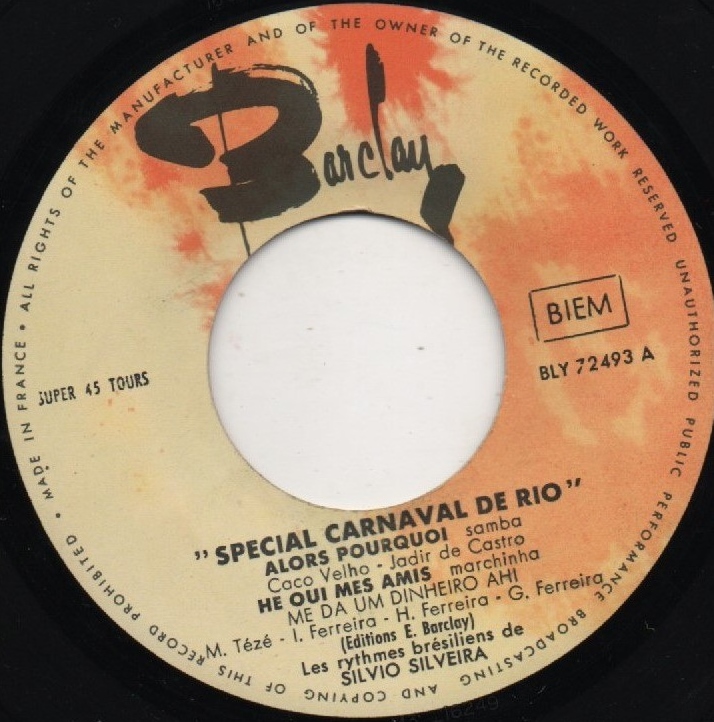 ALL RIGHTS OF THE MANUFACTURER AND OF THE OWNER OF THE RECORDED WORK RESERVED UNAUTHORIZED PUBLIC PERFORMANCE BROADCASTING AND COPYING OF THIS RECORD PROHIBITED • MADE IN FRANCE •
Barclay
BIEM
BLY 72493 A
SUPER 45 TOURS
"SPECIAL CARNAVAL DE RIO"
ALORS POURQUOI samba
Caco Velho - Jadir de Castro
HE OUI MES AMIS marchinha
ME DA UM DINHEIRO AHI
M. Tézé - I. Ferreira - H. Ferreira - G. Ferreira
(Editions E. Barclay)
Les rythmes brésiliens de
SILVIO SILVEIRA